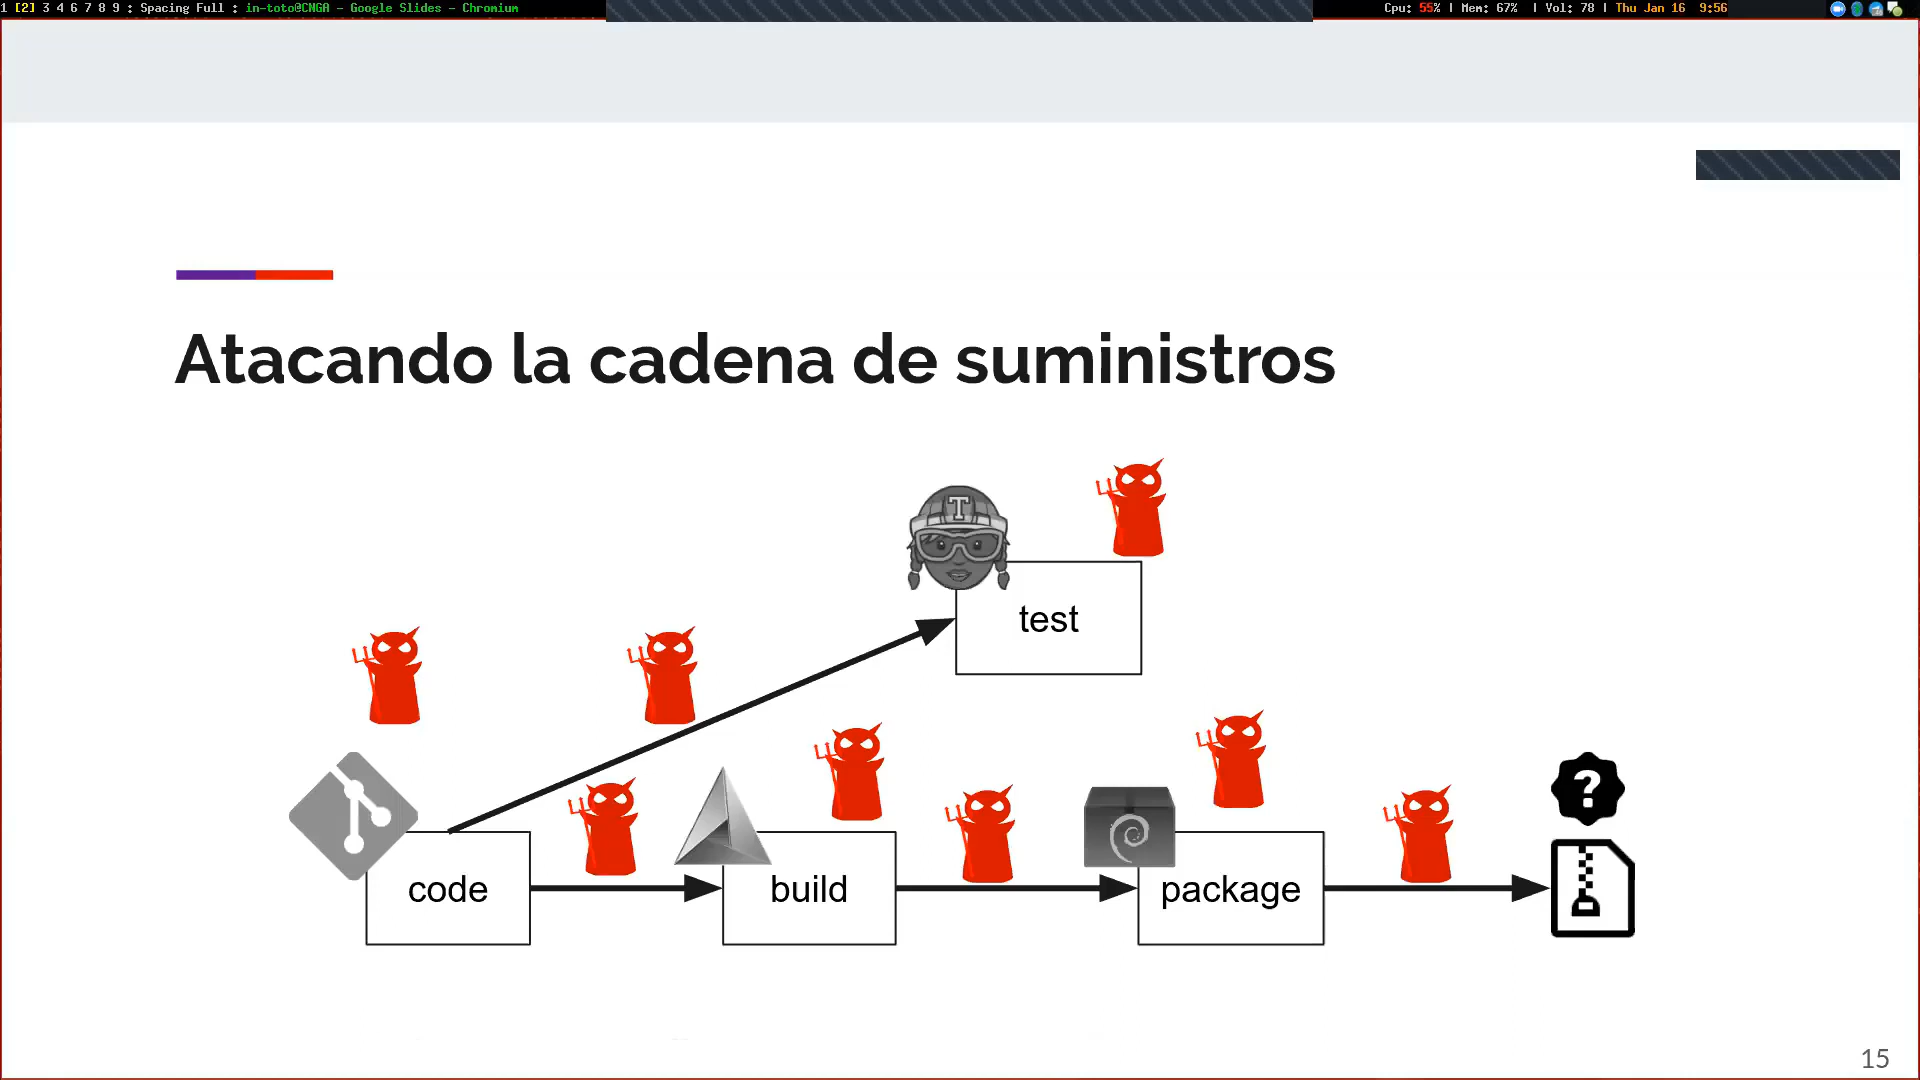 1 [2] 3 4 6 7 8 9 : Spacing Full : in-toto@CNGA - Google Slides - Chromium
Cpu: 55% | Mem: 67% | Vol: 78 | Thu Jan 16 9:56
Atacando la cadena de suministros
T
test
code
build
package
?
15